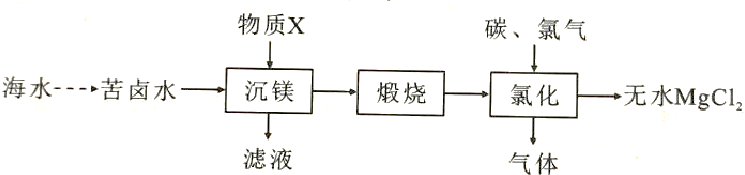 物质X
碳、氯气
海水
苦卤水
沉镁
煅烧
氯化
无水MgCl₂
滤液
气体